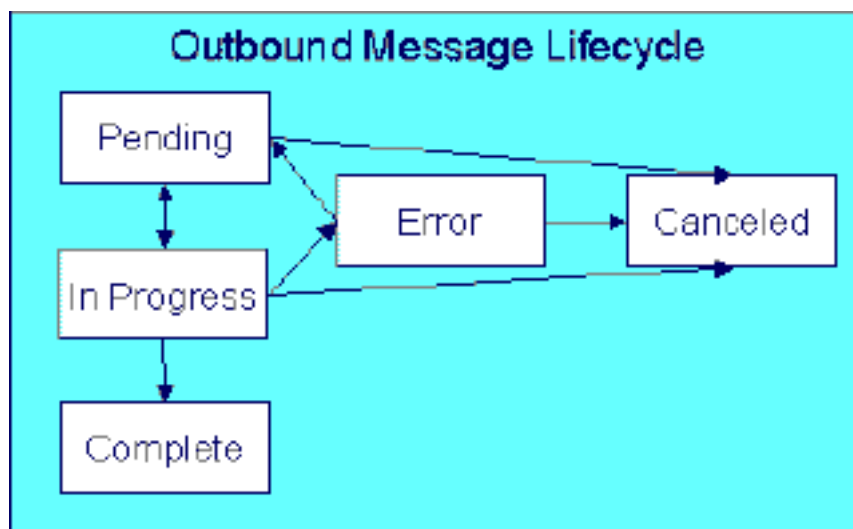 Outbound Message Lifecycle
Pending
Error
Canceled
In Progress
Complete